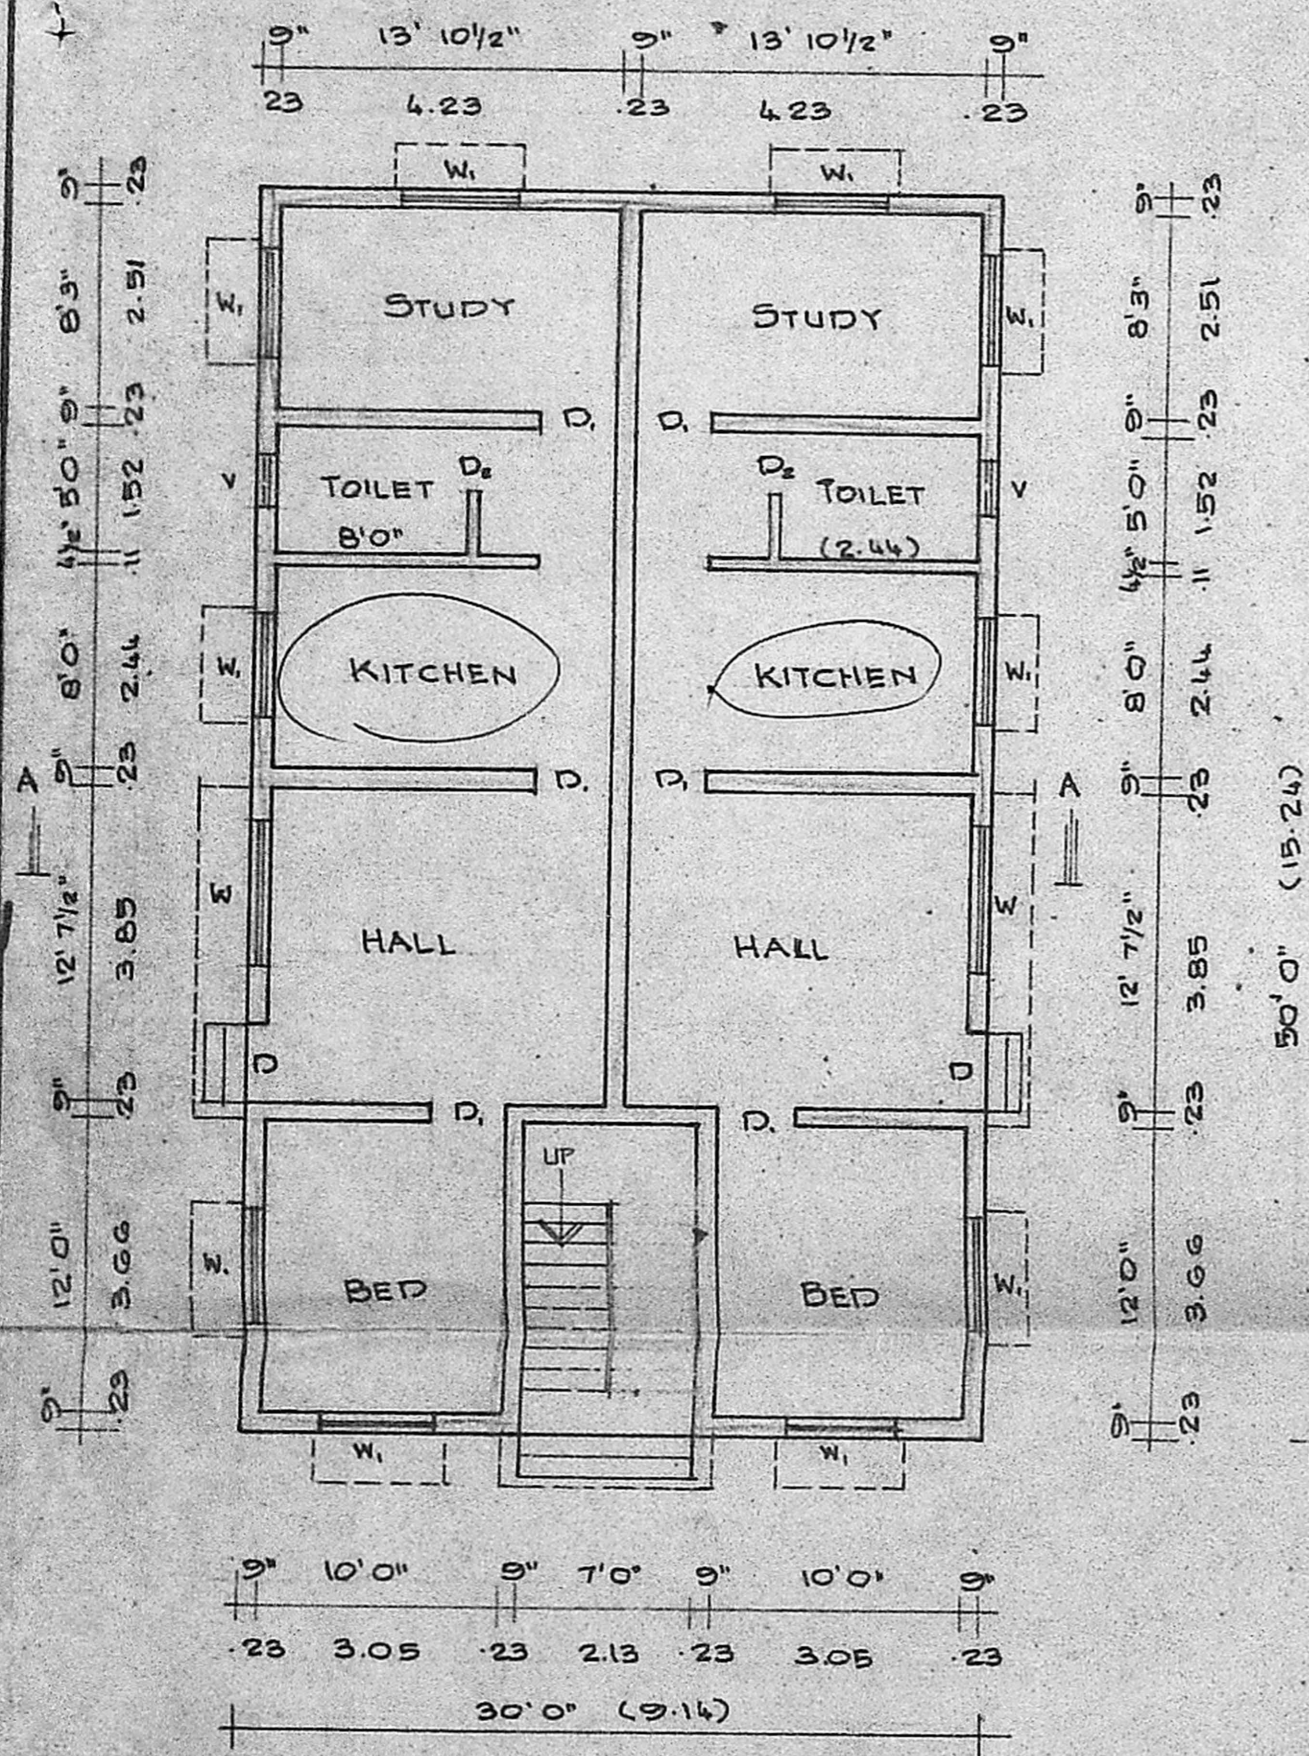 9" 13' 10½" 9" 13' 10½" 9"
23 4.23 .23 4.23 .23
W₁ W₁
9" .23
8'3" 2.51
9" .23
5'0" 1.52
4½" .11
8'0" 2.44
9" .23
12' 7½" 3.85
9" 23
12'0" 3.66
9" .23
W₁ STUDY STUDY W₁
D₁ D₁
V TOILET D₂ D₂ TOILET V
8'0" (2.44)
W₁ KITCHEN KITCHEN W₁
A D₁ D₁ A
W HALL HALL W
D D
D₁ D₁
UP
W₁ BED BED W₁
W₁ W₁
9" .23
8'3" 2.51
9" .23
5'0" 1.52
4½" .11
8'0" 2.44
9" .23
12' 7½" 3.85
9" .23
12'0" 3.66
9" .23
50'0" (15.24)
9" 10'0" 9" 7'0" 9" 10'0" 9"
.23 3.05 .23 2.13 .23 3.05 .23
30'0" (9.14)